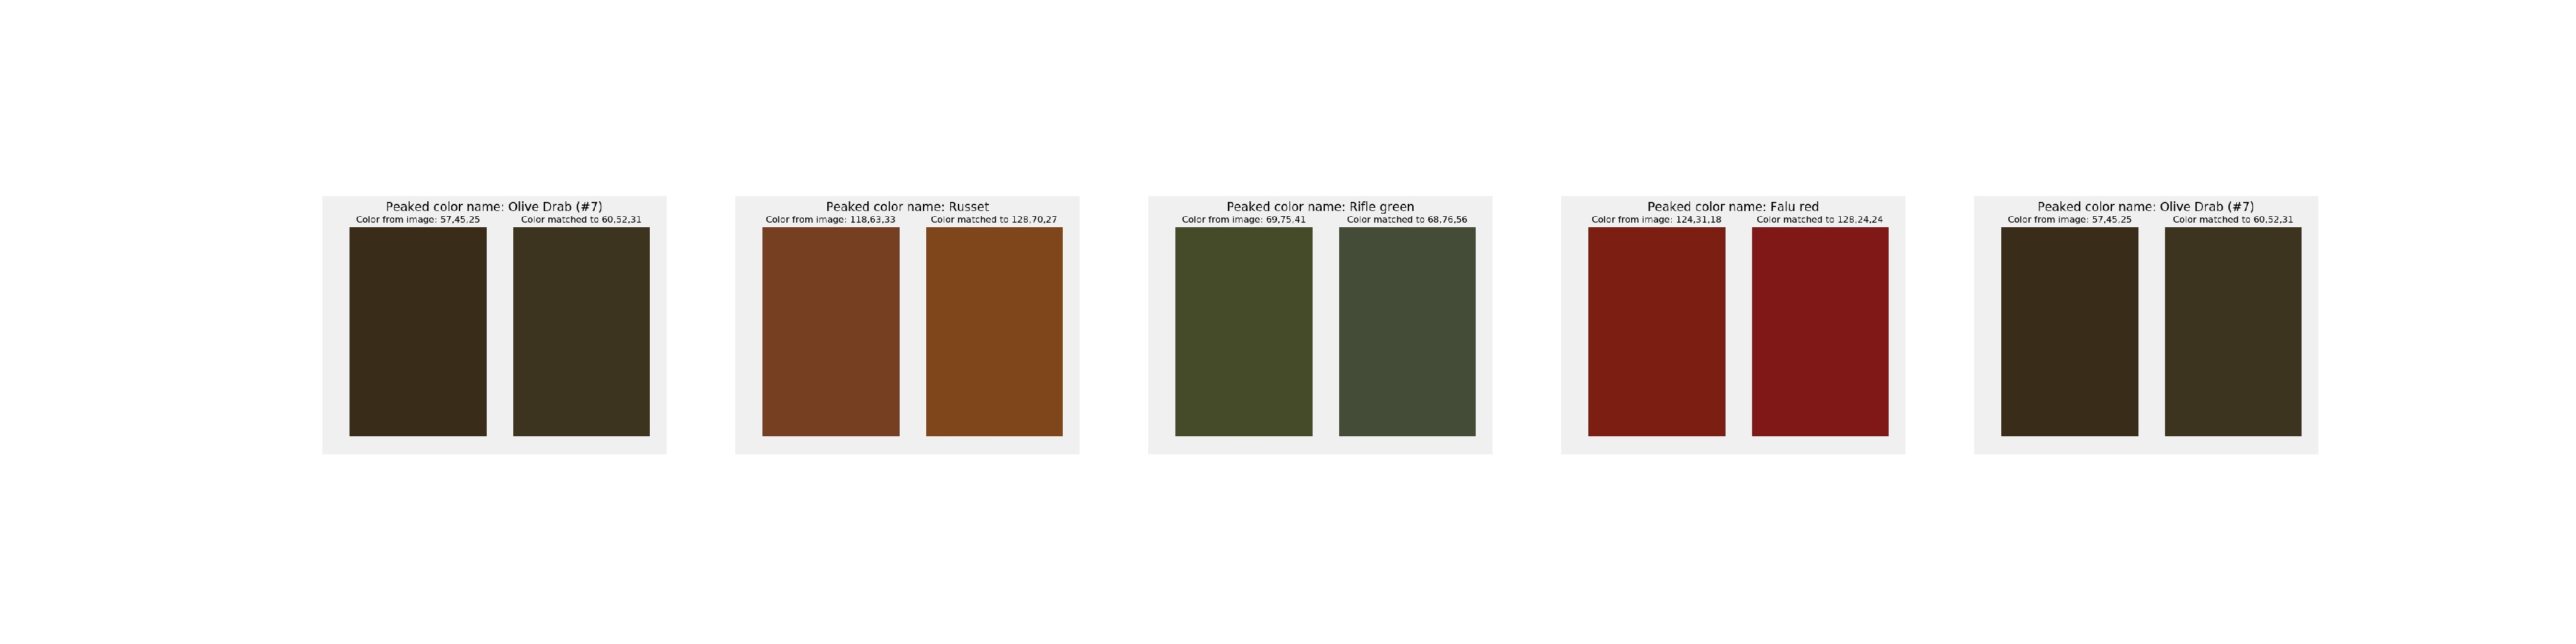 Peaked color name: Olive Drab (#7)
Color from image: 57,45,25
Color matched to 60,52,31
Peaked color name: Russet
Color from image: 118,63,33
Color matched to 128,70,27
Peaked color name: Rifle green
Color from image: 69,75,41
Color matched to 68,76,56
Peaked color name: Falu red
Color from image: 124,31,18
Color matched to 128,24,24
Peaked color name: Olive Drab (#7)
Color from image: 57,45,25
Color matched to 60,52,31